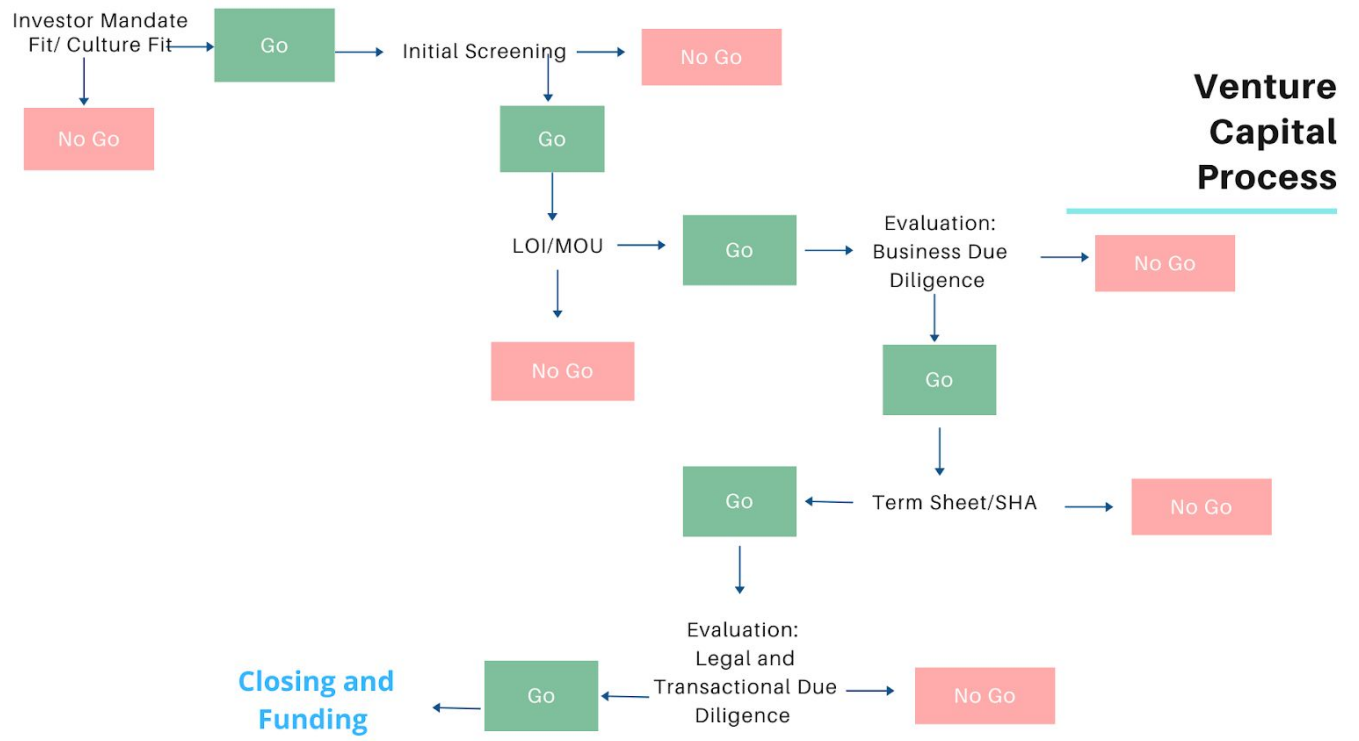 Investor Mandate
Fit/ Culture Fit
Go
Initial Screening
No Go
No Go
Go
Venture
Capital
Process
LOI/MOU
Go
Evaluation:
Business Due
Diligence
No Go
No Go
Go
Go
Term Sheet/SHA
No Go
Evaluation:
Legal and
Transactional Due
Diligence
No Go
Go
Closing and
Funding